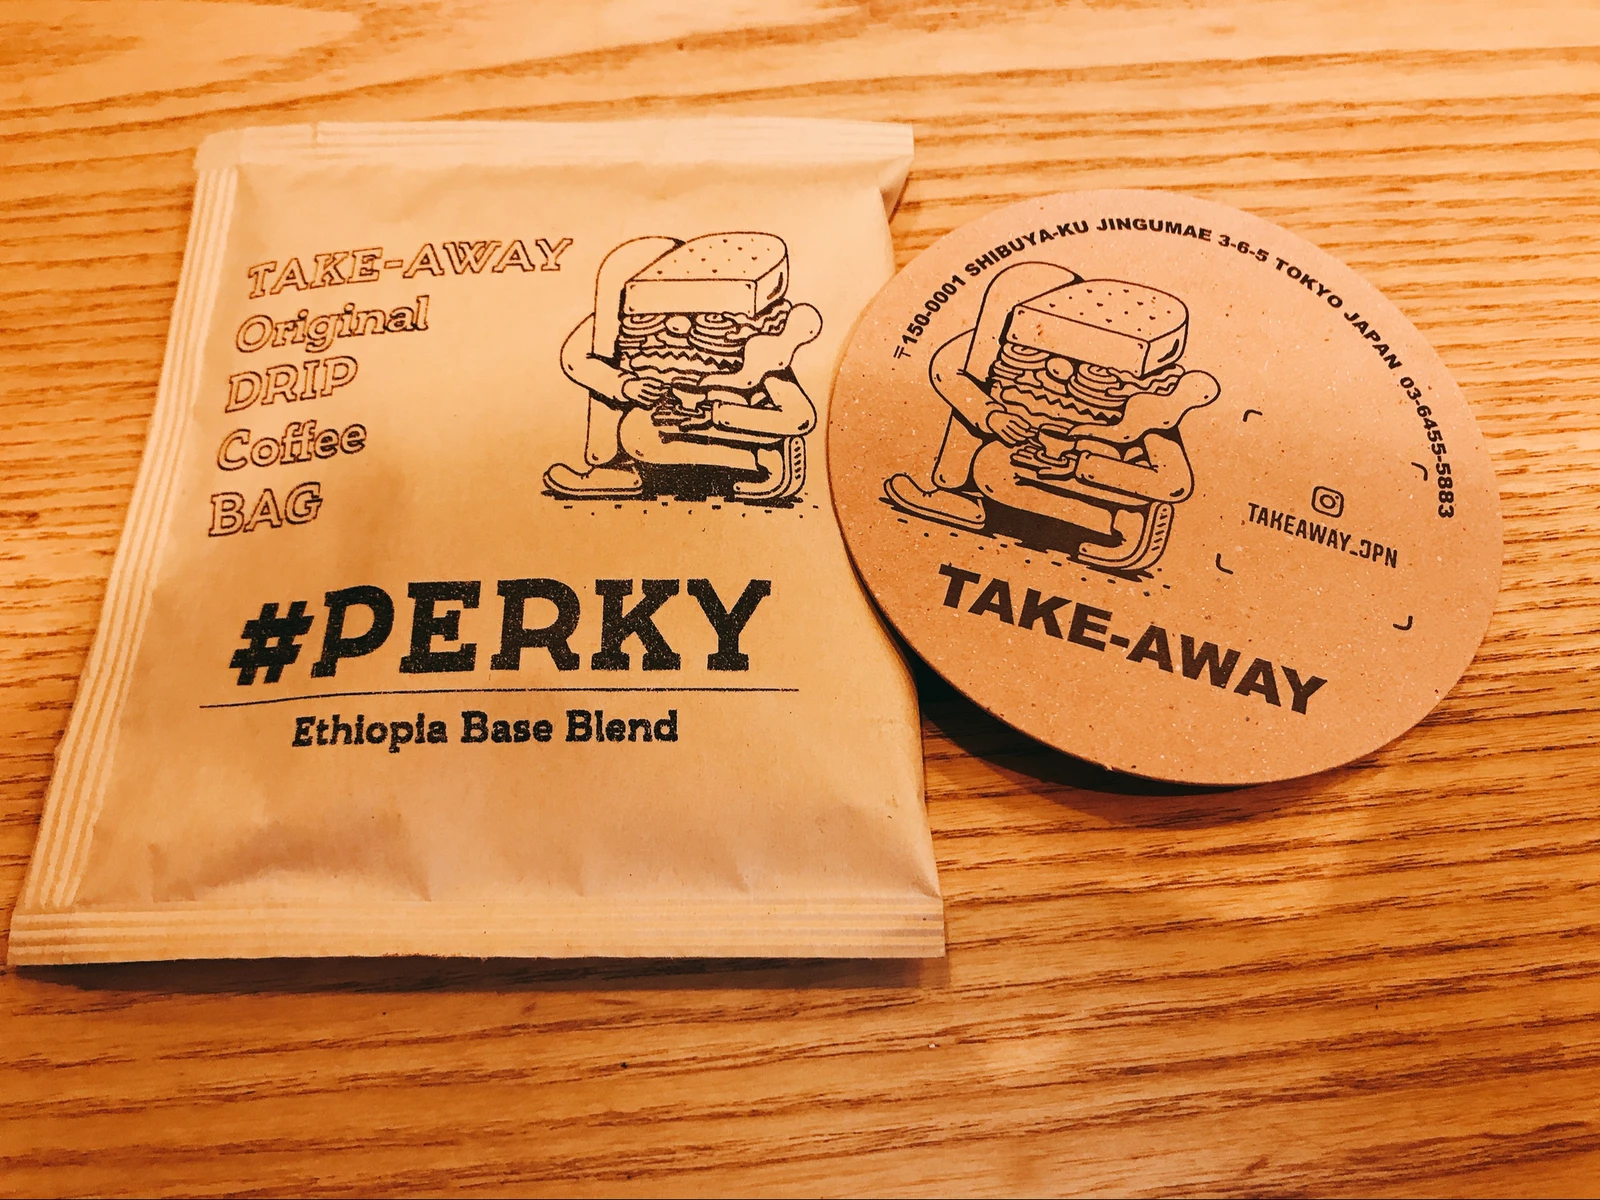 TAKE-AWAY
Original
DRIP
Coffee
BAG
#PERKY
Ethiopia Base Blend
〒150-0001 SHIBUYA-KU JINGUMAE 3-6-5 TOKYO JAPAN 03-6455-5883
TAKEAWAY_JPN
TAKE-AWAY